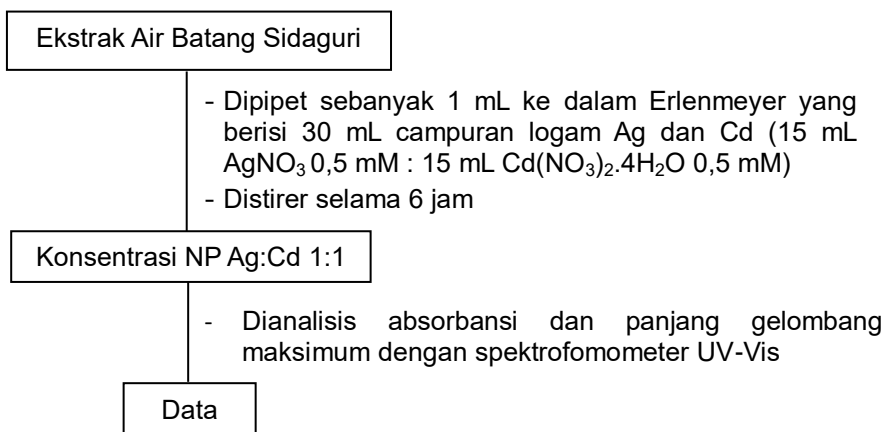 Ekstrak Air Batang Sidaguri
- Dipipet sebanyak 1 mL ke dalam Erlenmeyer yang
berisi 30 mL campuran logam Ag dan Cd (15 mL
AgNO₃ 0,5 mM : 15 mL Cd(NO₃)₂.4H₂O 0,5 mM)
- Distirer selama 6 jam
Konsentrasi NP Ag:Cd 1:1
- Dianalisis absorbansi dan panjang gelombang
maksimum dengan spektrofomometer UV-Vis
Data